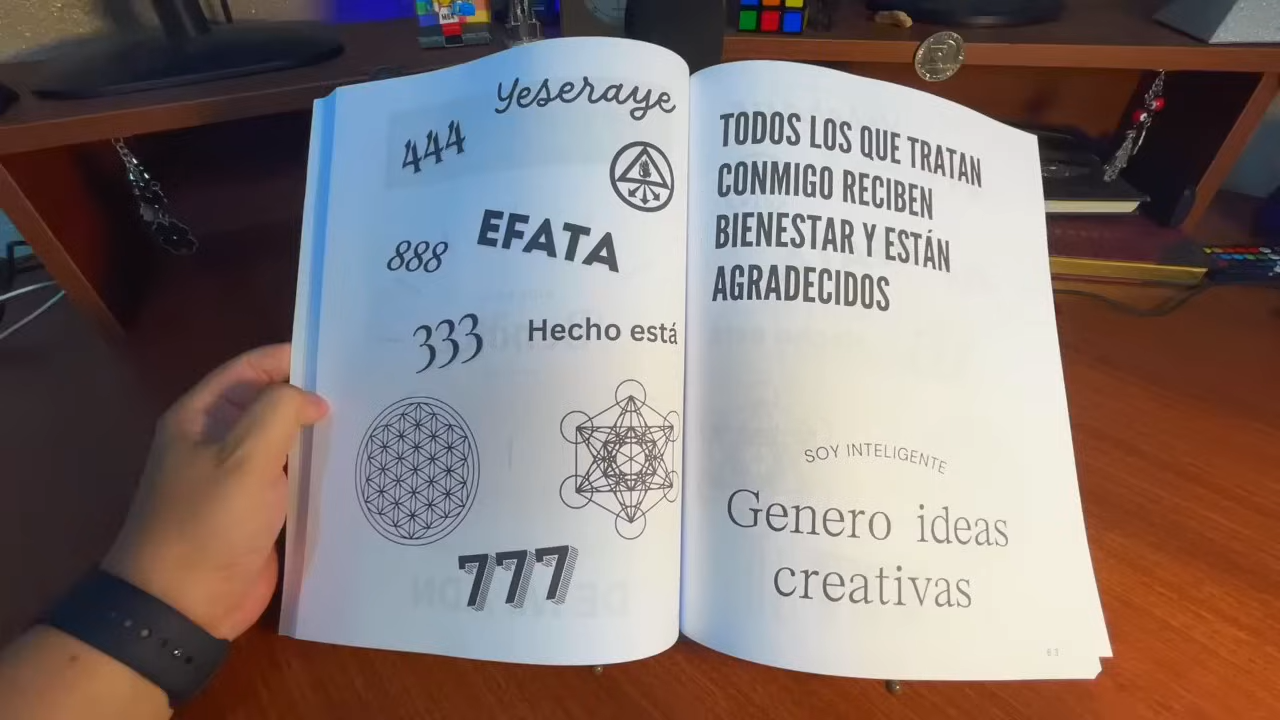 Yeseraye
444
EFATA
888
333
Hecho está
777
TODOS LOS QUE TRATAN
CONMIGO RECIBEN
BIENESTAR Y ESTÁN
AGRADECIDOS
SOY INTELIGENTE
Genero ideas
creativas
63